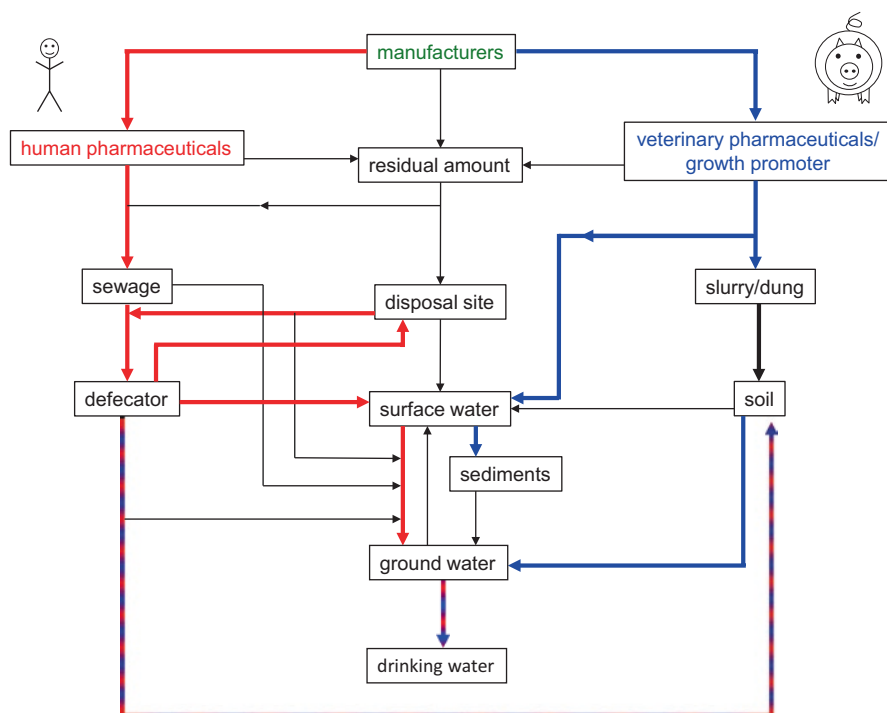 manufacturers
human pharmaceuticals
residual amount
veterinary pharmaceuticals/
growth promoter
sewage
disposal site
slurry/dung
defecator
surface water
soil
sediments
ground water
drinking water